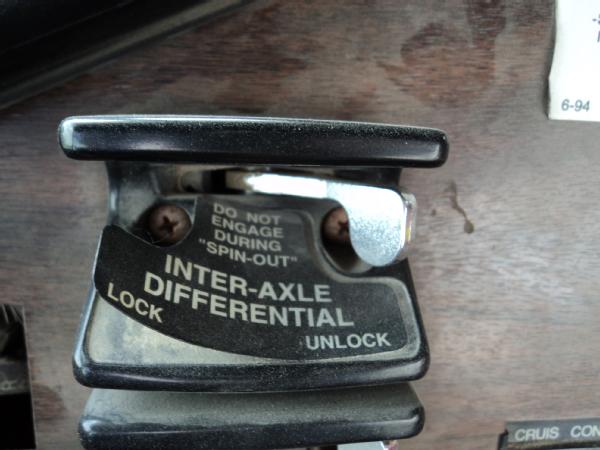 6-94
DO NOT
ENGAGE
DURING
"SPIN-OUT"
INTER-AXLE
DIFFERENTIAL
LOCK
UNLOCK
CRUIS CON